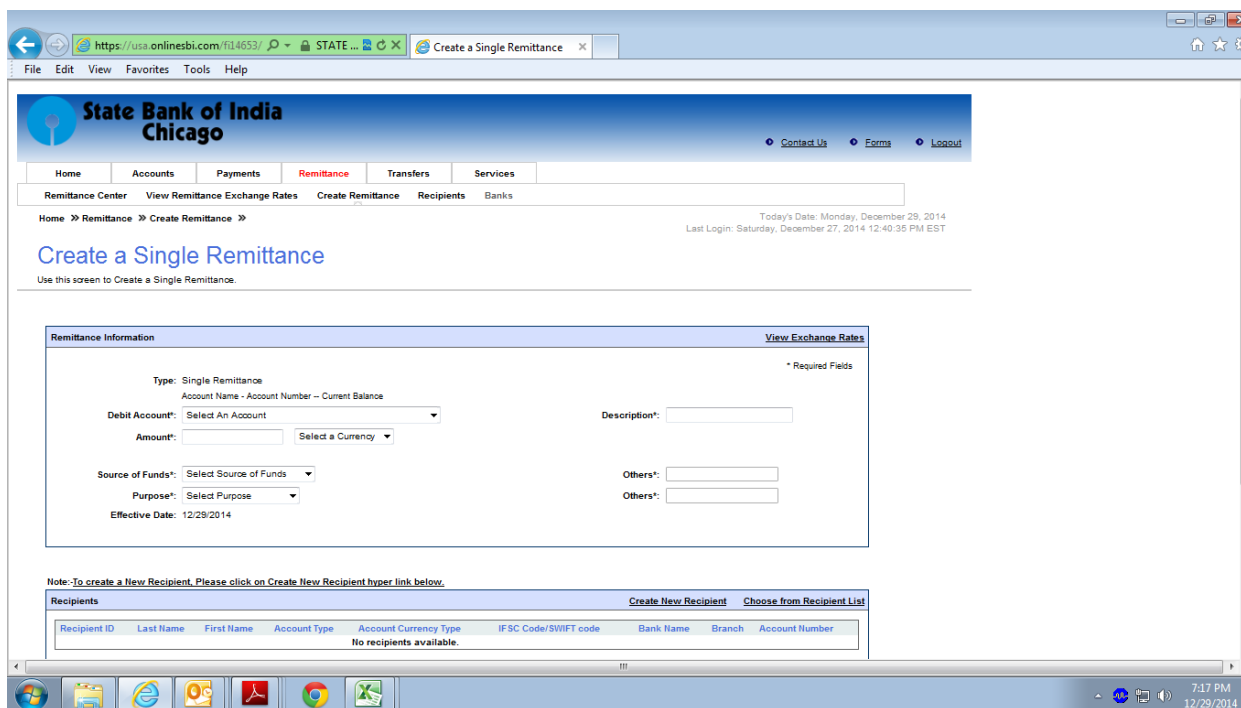 https://usa.onlinesbi.com/fi14653/ STATE ... Create a Single Remittance
File Edit View Favorites Tools Help
State Bank of India
Chicago
Contact Us Forms Logout
Home Accounts Payments Remittance Transfers Services
Remittance Center View Remittance Exchange Rates Create Remittance Recipients Banks
Home » Remittance » Create Remittance »
Today's Date: Monday, December 29, 2014
Last Login: Saturday, December 27, 2014 12:40:35 PM EST
Create a Single Remittance
Use this screen to Create a Single Remittance.
Remittance Information View Exchange Rates
* Required Fields
Type: Single Remittance
Account Name - Account Number -- Current Balance
Debit Account*: Select An Account Description*:
Amount*: Select a Currency
Source of Funds*: Select Source of Funds Others*:
Purpose*: Select Purpose Others*:
Effective Date: 12/29/2014
Note:-To create a New Recipient, Please click on Create New Recipient hyper link below.
Recipients Create New Recipient Choose from Recipient List
Recipient ID Last Name First Name Account Type Account Currency Type IFSC Code/SWIFT code Bank Name Branch Account Number
No recipients available.
7:17 PM
12/29/2014